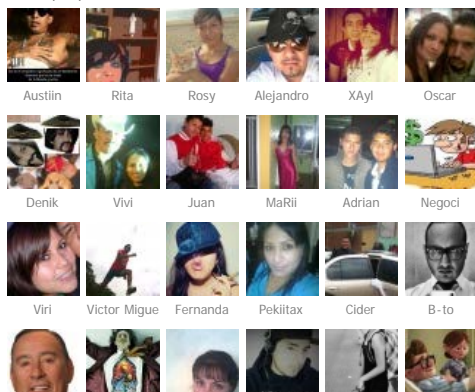 Austiin Rita Rosy Alejandro XAyl Oscar
Denik Vivi Juan MaRii Adrian Negoci
Viri Victor Migue Fernanda Pekiitax Cider B-to